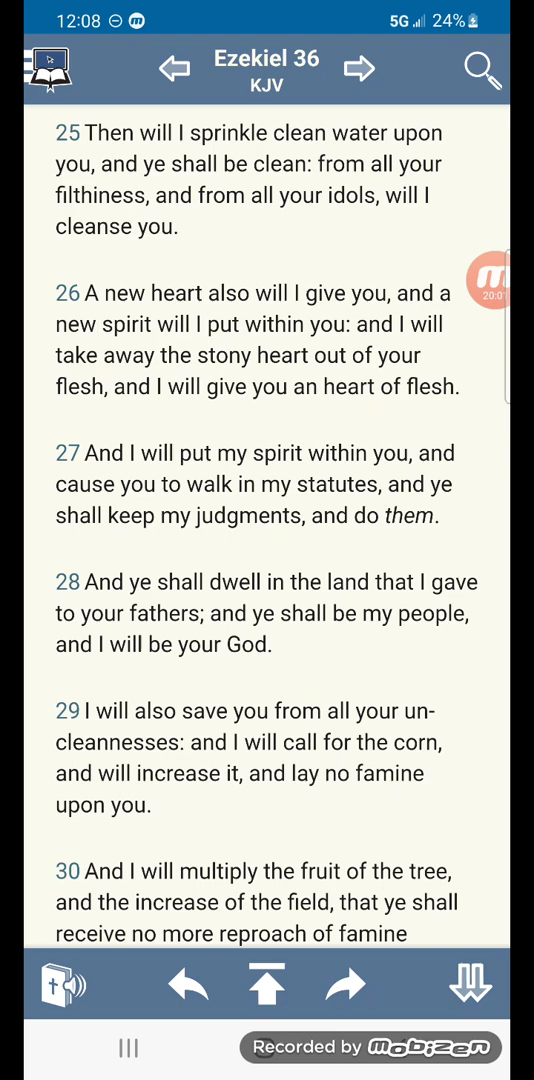 12:08
5G 24%
Ezekiel 36
KJV
25 Then will I sprinkle clean water upon
you, and ye shall be clean: from all your
filthiness, and from all your idols, will I
cleanse you.
26 A new heart also will I give you, and a
new spirit will I put within you: and I will
take away the stony heart out of your
flesh, and I will give you an heart of flesh.
20:01
27 And I will put my spirit within you, and
cause you to walk in my statutes, and ye
shall keep my judgments, and do them.
28 And ye shall dwell in the land that I gave
to your fathers; and ye shall be my people,
and I will be your God.
29 I will also save you from all your un-
cleannesses: and I will call for the corn,
and will increase it, and lay no famine
upon you.
30 And I will multiply the fruit of the tree,
and the increase of the field, that ye shall
receive no more reproach of famine
Recorded by mobizen